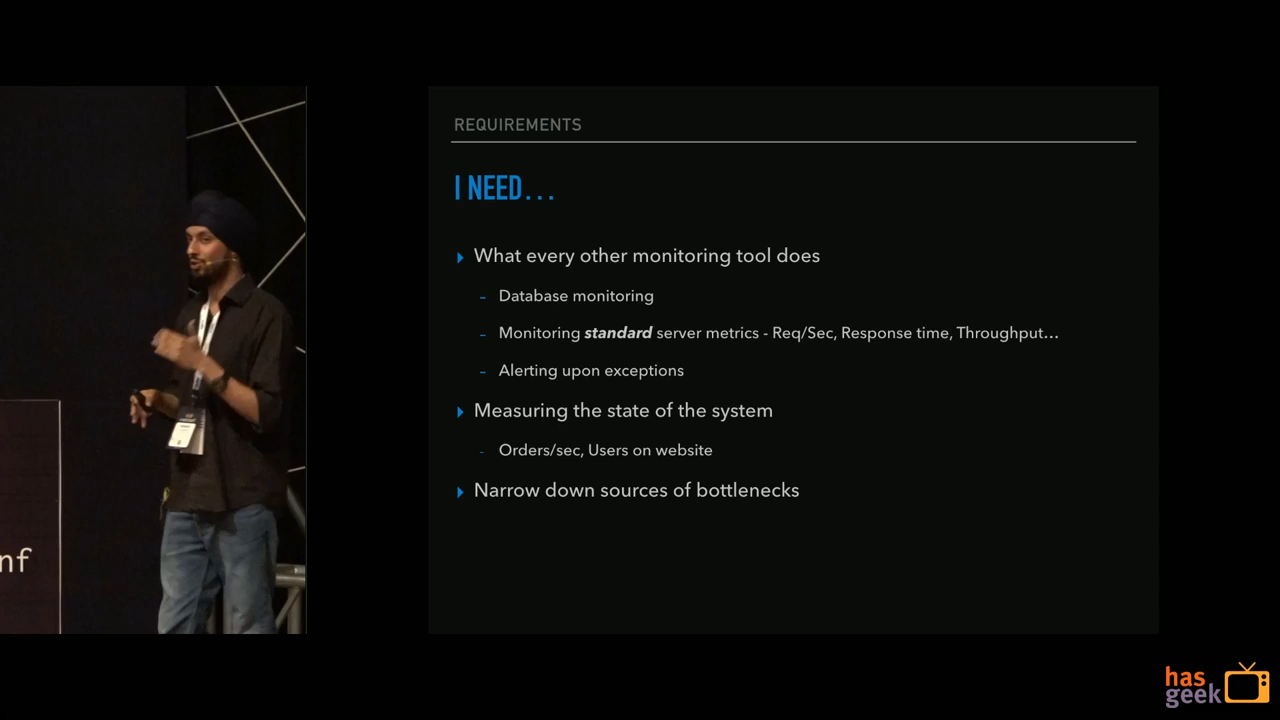 REQUIREMENTS
I NEED...
What every other monitoring tool does
- Database monitoring
- Monitoring standard server metrics - Req/Sec, Response time, Throughput...
- Alerting upon exceptions
Measuring the state of the system
- Orders/sec, Users on website
Narrow down sources of bottlenecks
nf
has
geek